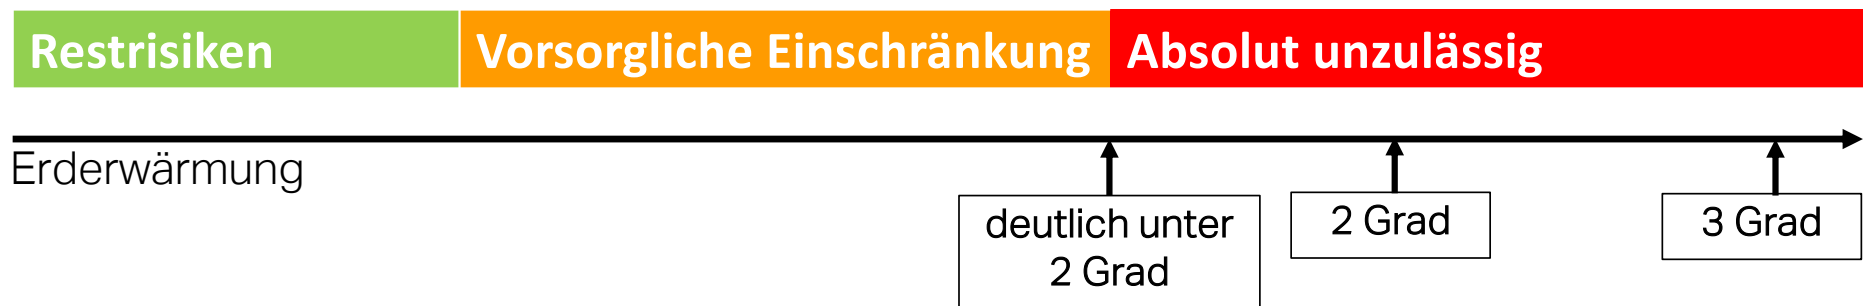 Restrisiken
Vorsorgliche Einschränkung
Absolut unzulässig
Erderwärmung
deutlich unter
2 Grad
2 Grad
3 Grad